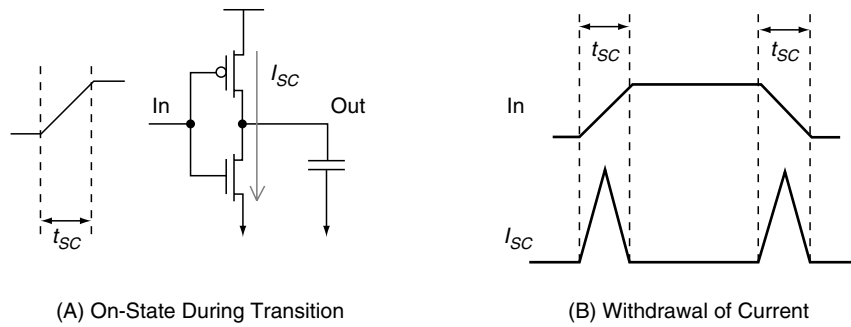 In
I_SC
Out
t_SC
(A) On-State During Transition
t_SC
t_SC
In
I_SC
(B) Withdrawal of Current